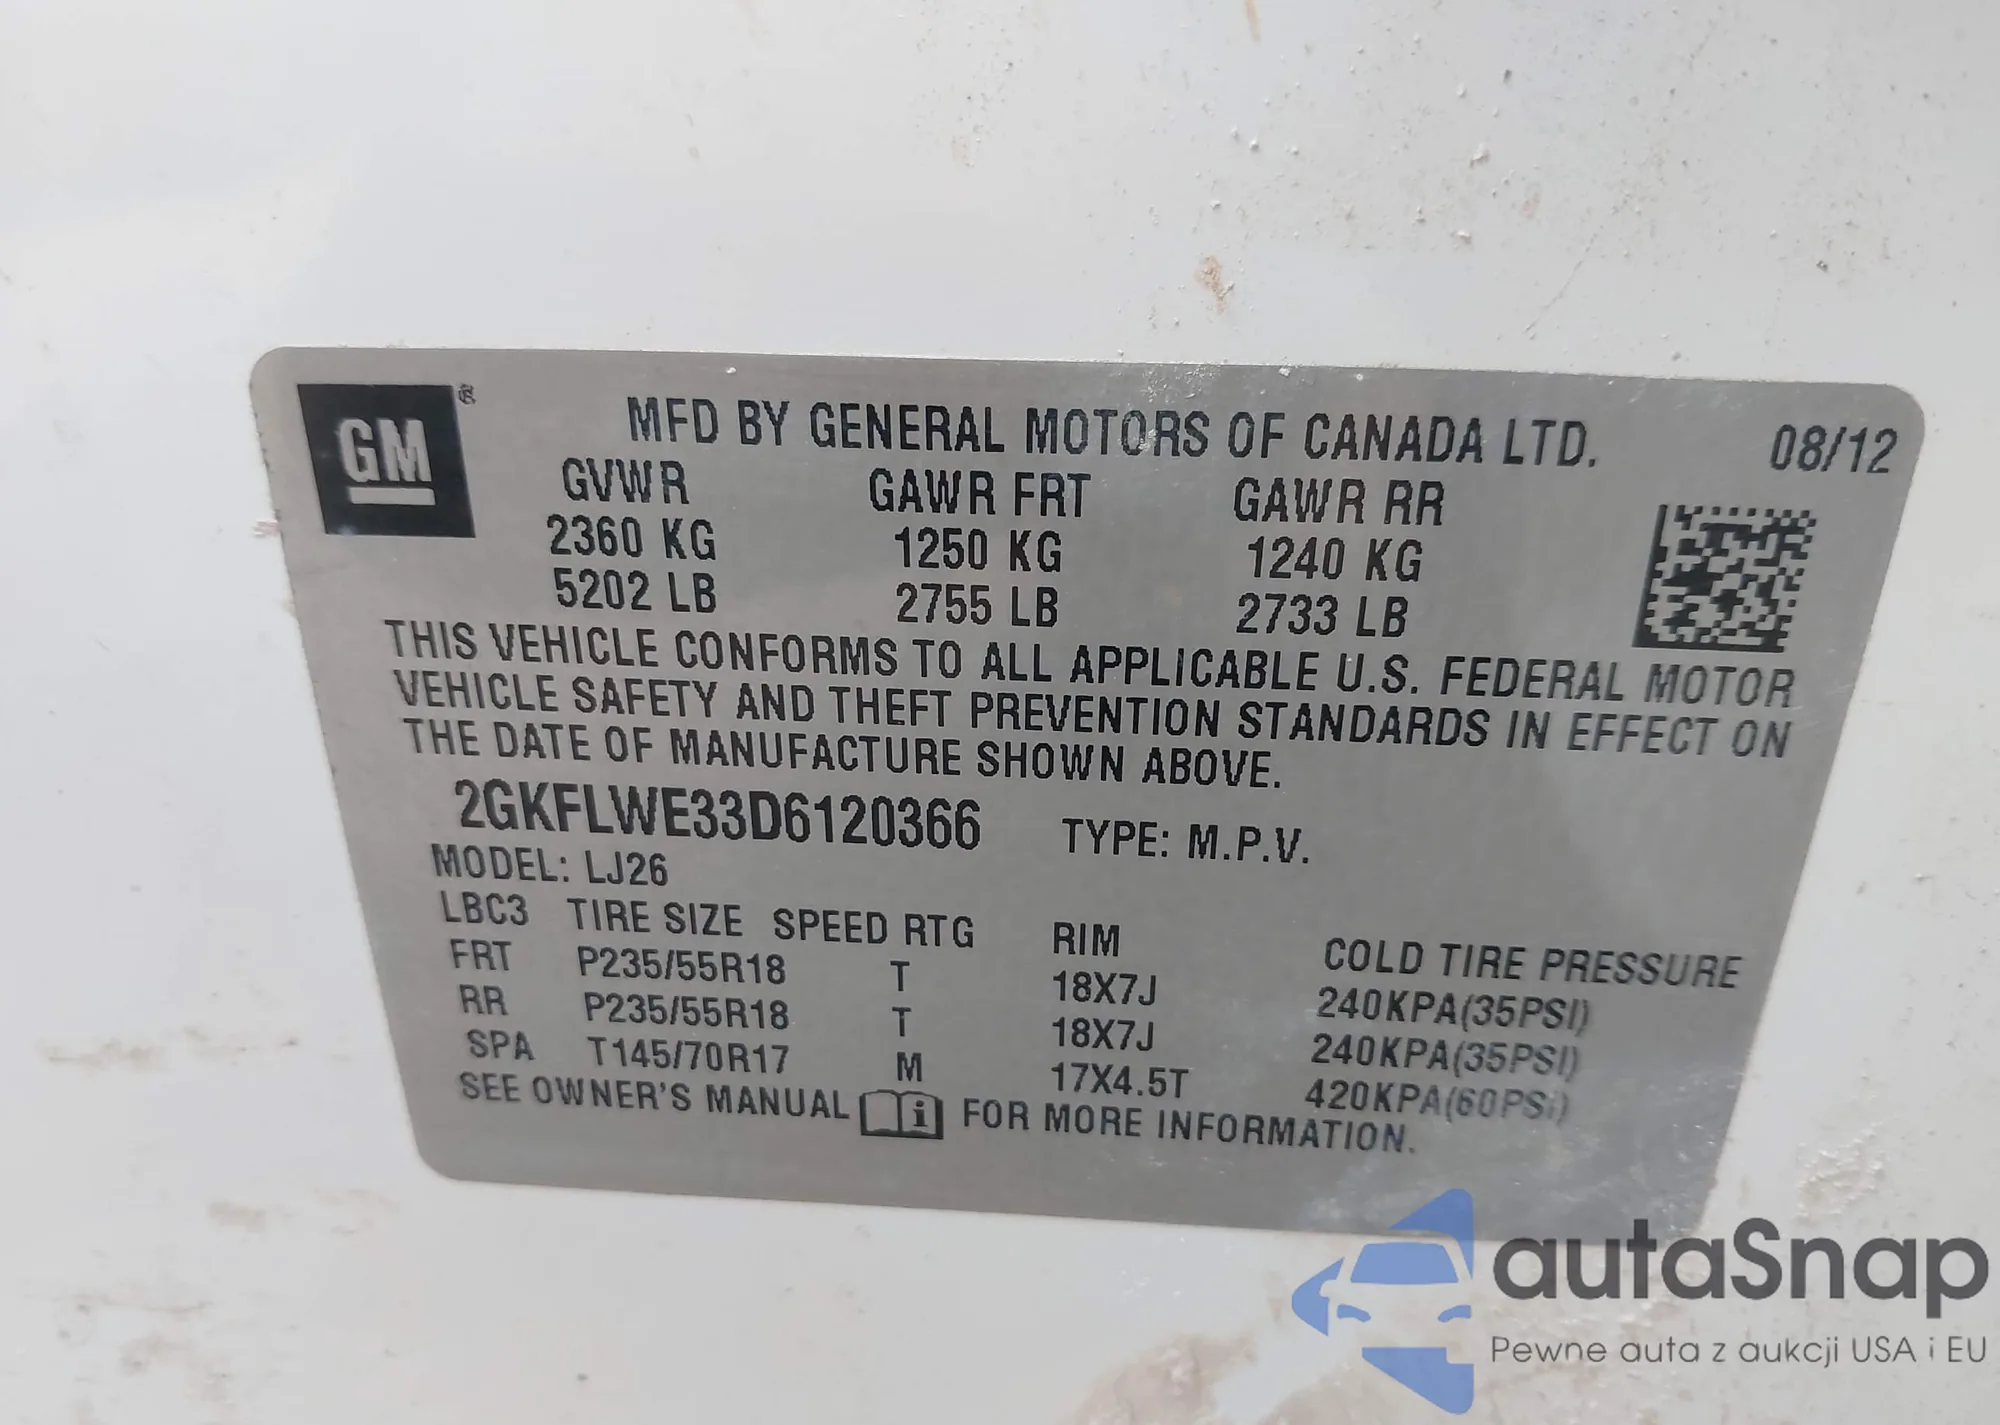 GM ®
MFD BY GENERAL MOTORS OF CANADA LTD. 08/12
GVWR GAWR FRT GAWR RR
2360 KG 1250 KG 1240 KG
5202 LB 2755 LB 2733 LB
THIS VEHICLE CONFORMS TO ALL APPLICABLE U.S. FEDERAL MOTOR
VEHICLE SAFETY AND THEFT PREVENTION STANDARDS IN EFFECT ON
THE DATE OF MANUFACTURE SHOWN ABOVE.
2GKFLWE33D6120366 TYPE: M.P.V.
MODEL: LJ26
LBC3 TIRE SIZE SPEED RTG RIM COLD TIRE PRESSURE
FRT P235/55R18 T 18X7J 240KPA(35PSI)
RR P235/55R18 T 18X7J 240KPA(35PSI)
SPA T145/70R17 M 17X4.5T 420KPA(60PSI)
SEE OWNER'S MANUAL i FOR MORE INFORMATION.
autaSnap
Pewne auta z aukcji USA i EU